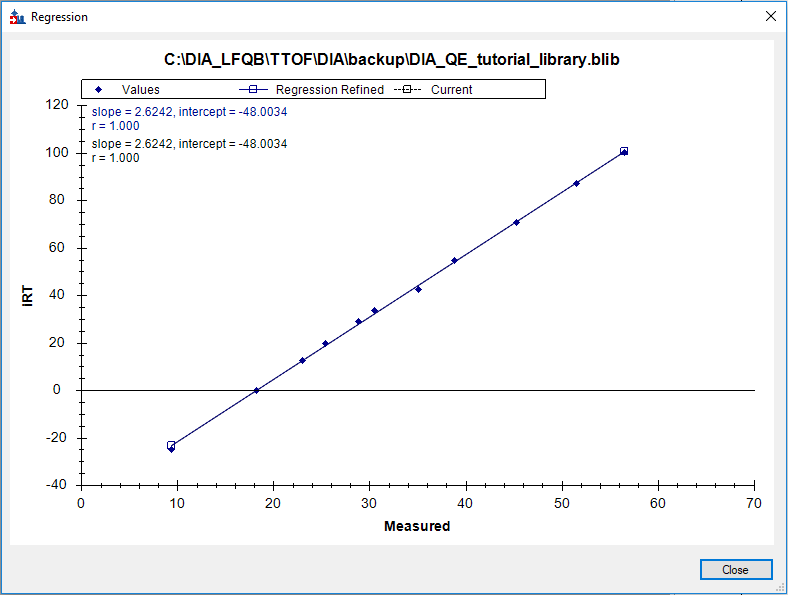 Regression
C:\DIA_LFQB\TTOF\DIA\backup\DIA_QE_tutorial_library.blib
Values Regression Refined Current
slope = 2.6242, intercept = -48.0034
r = 1.000
slope = 2.6242, intercept = -48.0034
r = 1.000
120
100
80
60
40
20
0
-20
-40
IRT
0 10 20 30 40 50 60 70
Measured
Close